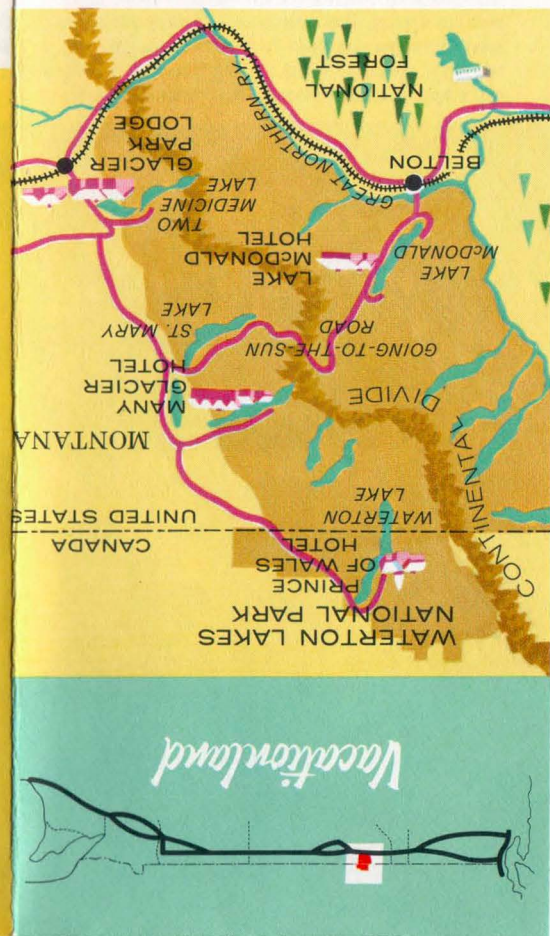 Vacationland
WATERTON LAKES
NATIONAL PARK
PRINCE
OF WALES
HOTEL
CANADA
UNITED STATES
WATERTON
LAKE
CONTINENTAL DIVIDE
MONTANA
MANY
GLACIER
HOTEL
GOING-TO-THE-SUN
ROAD
ST. MARY
LAKE
LAKE
McDONALD
LAKE
McDONALD
HOTEL
TWO
MEDICINE
LAKE
BELTON
GREAT NORTHERN RY.
GLACIER
PARK
LODGE
NATIONAL
FOREST